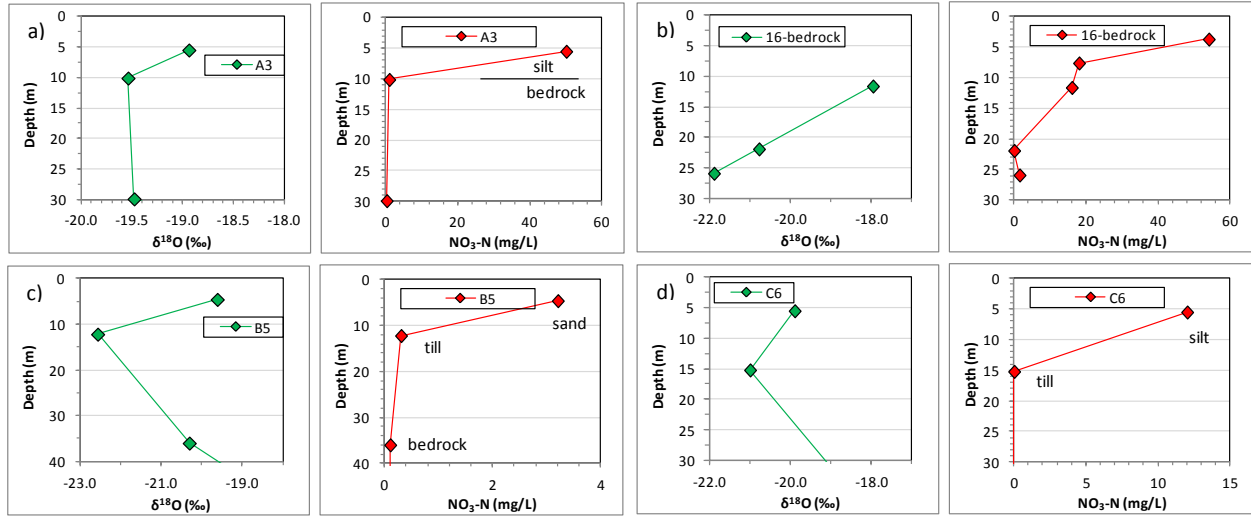 a)
0
5
10
15
20
25
30
Depth (m)
A3
-20.0 -19.5 -19.0 -18.5 -18.0
δ¹⁸O (‰)
0
5
10
15
20
25
30
Depth (m)
A3
silt
bedrock
0 20 40 60
NO₃-N (mg/L)
b)
0
5
10
15
20
25
30
Depth (m)
16-bedrock
-22.0 -20.0 -18.0
δ¹⁸O (‰)
0
5
10
15
20
25
30
Depth (m)
16-bedrock
0 20 40 60
NO₃-N (mg/L)
c)
0
10
20
30
40
Depth (m)
B5
-23.0 -21.0 -19.0
δ¹⁸O (‰)
0
10
20
30
40
Depth (m)
B5
sand
till
bedrock
0 2 4
NO₃-N (mg/L)
d)
0
5
10
15
20
25
30
Depth (m)
C6
-22.0 -20.0 -18.0
δ¹⁸O (‰)
0
5
10
15
20
25
30
Depth (m)
C6
silt
till
0 5 10 15
NO₃-N (mg/L)